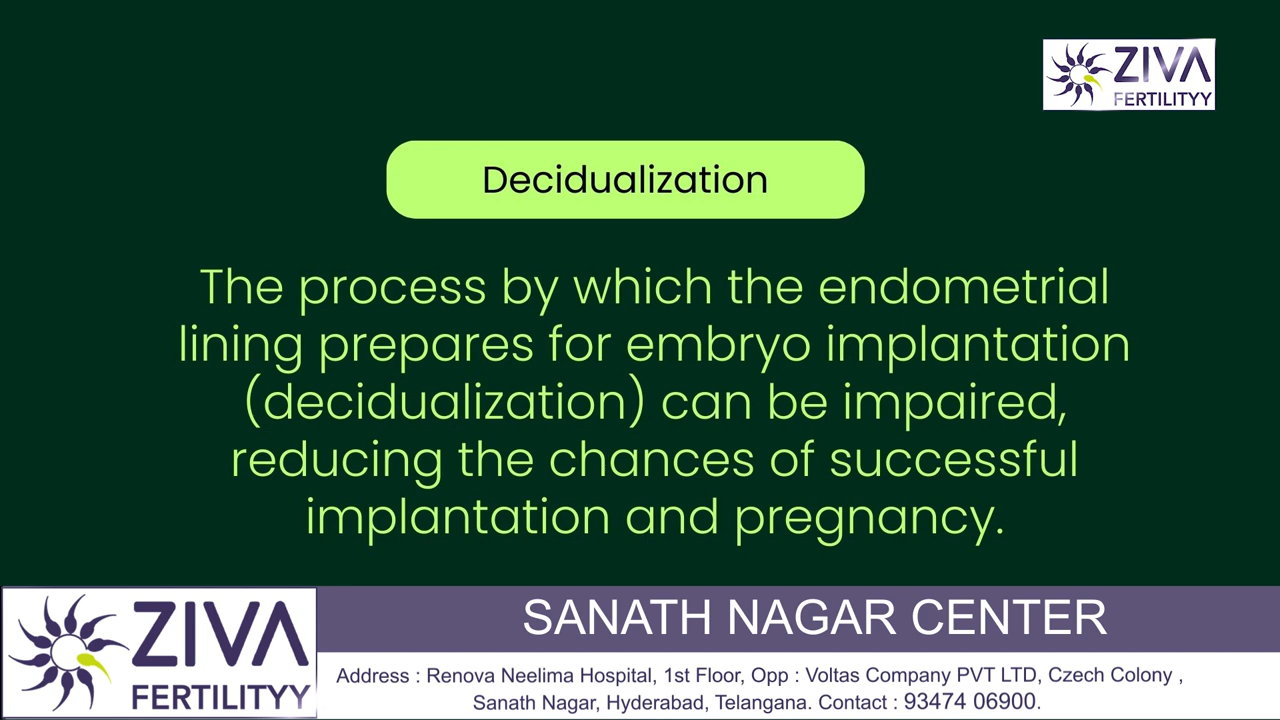 ZIVA
FERTILITYY
Decidualization
The process by which the endometrial
lining prepares for embryo implantation
(decidualization) can be impaired,
reducing the chances of successful
implantation and pregnancy.
ZIVA
FERTILITYY
SANATH NAGAR CENTER
Address : Renova Neelima Hospital, 1st Floor, Opp : Voltas Company PVT LTD, Czech Colony ,
Sanath Nagar, Hyderabad, Telangana. Contact : 93474 06900.